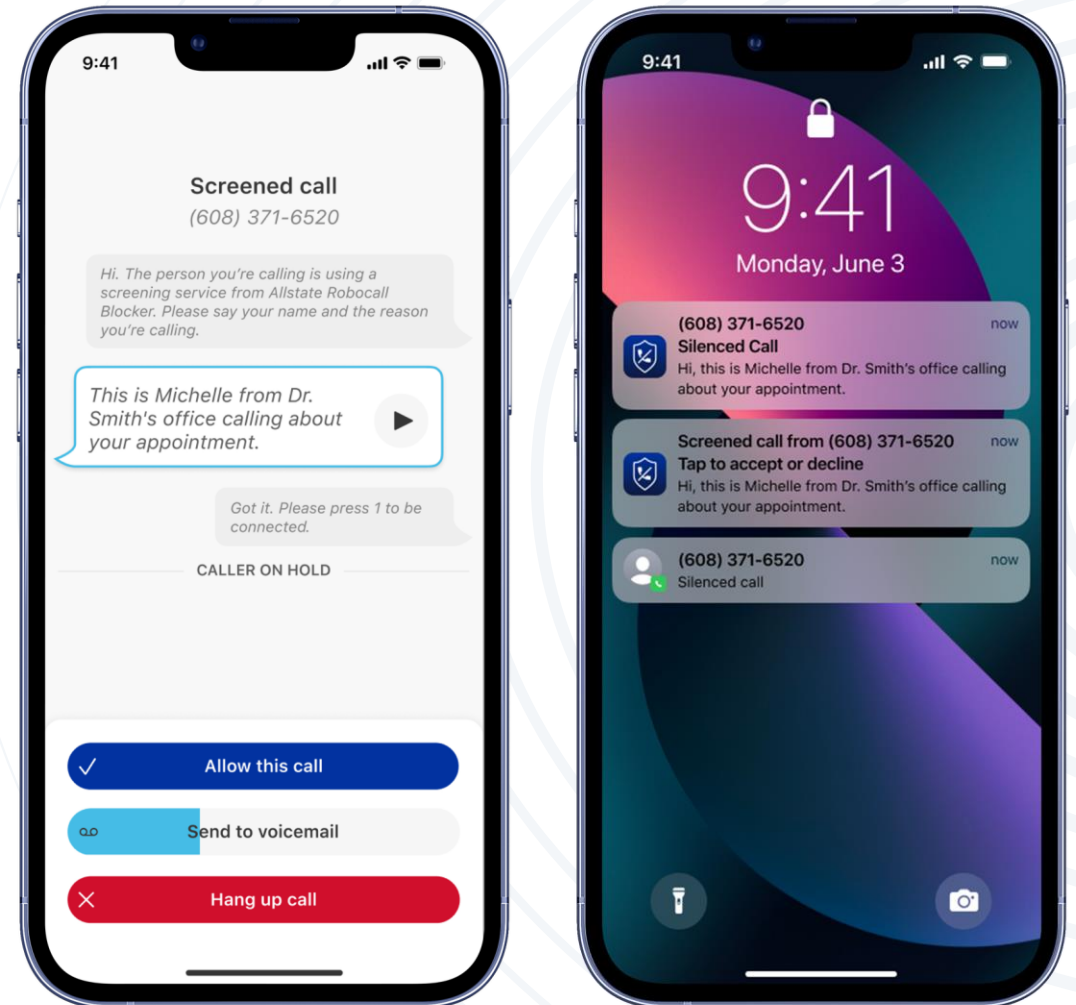 9:41
Screened call
(608) 371-6520
Hi. The person you're calling is using a
screening service from Allstate Robocall
Blocker. Please say your name and the reason
you're calling.
This is Michelle from Dr.
Smith's office calling about
your appointment.
Got it. Please press 1 to be
connected.
CALLER ON HOLD
Allow this call
Send to voicemail
Hang up call
9:41
9:41
Monday, June 3
(608) 371-6520 now
Silenced Call
Hi, this is Michelle from Dr. Smith's office calling
about your appointment.
Screened call from (608) 371-6520 now
Tap to accept or decline
Hi, this is Michelle from Dr. Smith's office calling
about your appointment.
(608) 371-6520 now
Silenced call